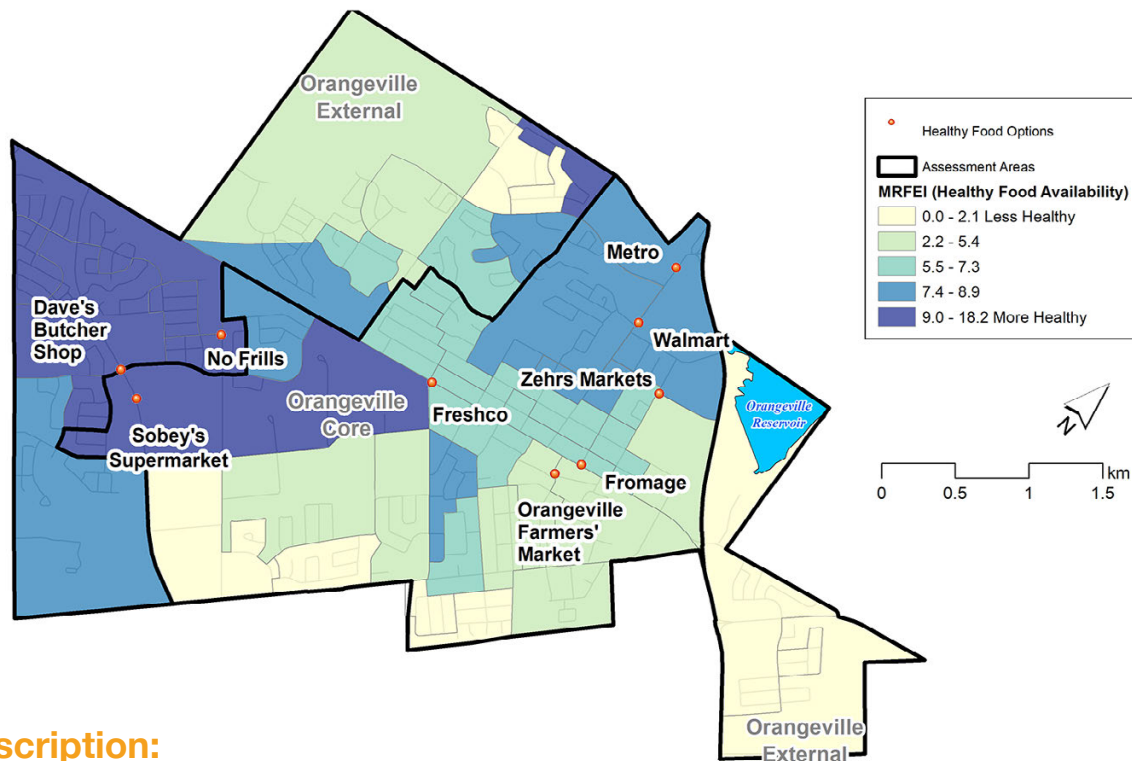 Orangeville
External
Healthy Food Options
Assessment Areas
MRFEI (Healthy Food Availability)
0.0 - 2.1 Less Healthy
2.2 - 5.4
5.5 - 7.3
7.4 - 8.9
9.0 - 18.2 More Healthy
Metro
Dave's
Butcher
Shop
No Frills
Walmart
Zehrs Markets
Orangeville
Core
Freshco
Orangeville
Reservoir
Sobey's
Supermarket
N
km
0 0.5 1 1.5
Fromage
Orangeville
Farmers'
Market
Orangeville
External
scription: